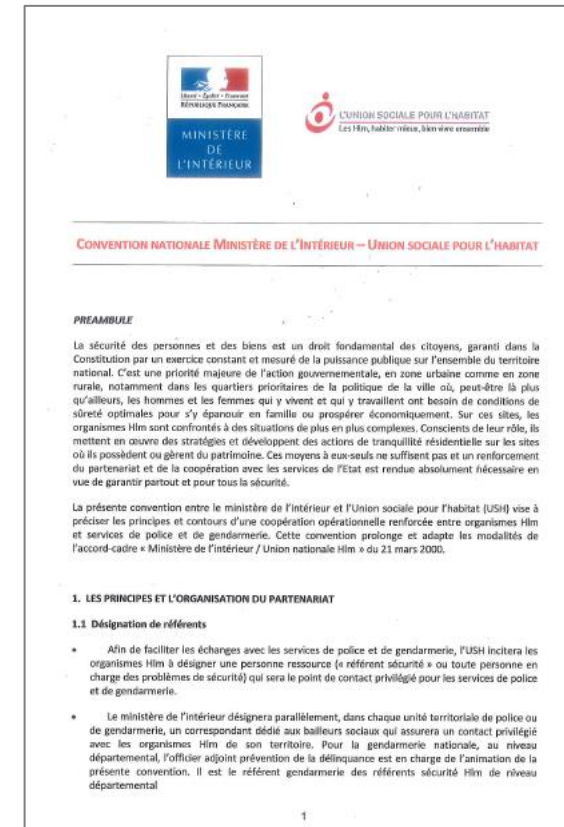 Liberté • Égalité • Fraternité
RÉPUBLIQUE FRANÇAISE
MINISTÈRE
DE
L'INTÉRIEUR
L'UNION SOCIALE POUR L'HABITAT
Les Hlm, habiter mieux, bien vivre ensemble
CONVENTION NATIONALE MINISTÈRE DE L'INTÉRIEUR – UNION SOCIALE POUR L'HABITAT
PREAMBULE
La sécurité des personnes et des biens est un droit fondamental des citoyens, garanti dans la
Constitution par un exercice constant et mesuré de la puissance publique sur l'ensemble du territoire
national. C'est une priorité majeure de l'action gouvernementale, en zone urbaine comme en zone
rurale, notamment dans les quartiers prioritaires de la politique de la ville où, peut-être là plus
qu'ailleurs, les hommes et les femmes qui y vivent et qui y travaillent ont besoin de conditions de
sûreté optimales pour s'y épanouir en famille ou prospérer économiquement. Sur ces sites, les
organismes Hlm sont confrontés à des situations de plus en plus complexes. Conscients de leur rôle, ils
mettent en œuvre des stratégies et développent des actions de tranquillité résidentielle sur les sites
où ils possèdent ou gèrent du patrimoine. Ces moyens à eux-seuls ne suffisent pas et un renforcement
du partenariat et de la coopération avec les services de l'Etat est rendue absolument nécessaire en
vue de garantir partout et pour tous la sécurité.
La présente convention entre le ministère de l'intérieur et l'Union sociale pour l'habitat (USH) vise à
préciser les principes et contours d'une coopération opérationnelle renforcée entre organismes Hlm
et services de police et de gendarmerie. Cette convention prolonge et adapte les modalités de
l'accord-cadre « Ministère de l'intérieur / Union nationale Hlm » du 21 mars 2000.
1. LES PRINCIPES ET L'ORGANISATION DU PARTENARIAT
1.1 Désignation de référents
• Afin de faciliter les échanges avec les services de police et de gendarmerie, l'USH incitera les
organismes Hlm à désigner une personne ressource (« référent sécurité » ou toute personne en
charge des problèmes de sécurité) qui sera le point de contact privilégié pour les services de police
et de gendarmerie.
• Le ministère de l'intérieur désignera parallèlement, dans chaque unité territoriale de police ou
de gendarmerie, un correspondant dédié aux bailleurs sociaux qui assurera un contact privilégié
avec les organismes Hlm de son territoire. Pour la gendarmerie nationale, au niveau
départemental, l'officier adjoint prévention de la délinquance est en charge de l'animation de la
présente convention. Il est le référent gendarmerie des référents sécurité Hlm de niveau
départemental
1